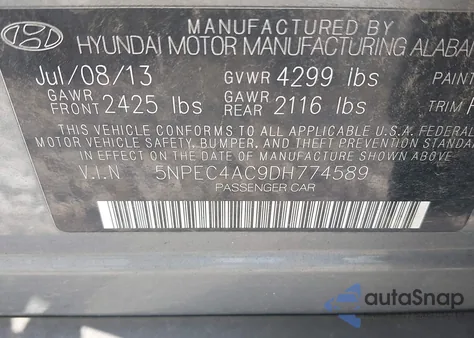 MANUFACTURED BY
HYUNDAI MOTOR MANUFACTURING ALABA
Jul/08/13 GVWR 4299 lbs PAIN
GAWR FRONT 2425 lbs GAWR REAR 2116 lbs TRIM
THIS VEHICLE CONFORMS TO ALL APPLICABLE U.S.A. FEDERAL
MOTOR VEHICLE SAFETY, BUMPER, AND THEFT PREVENTION
STANDARDS IN EFFECT ON THE DATE OF MANUFACTURE SHOWN ABOVE
V.I.N 5NPEC4AC9DH774589
PASSENGER CAR
autoSnap